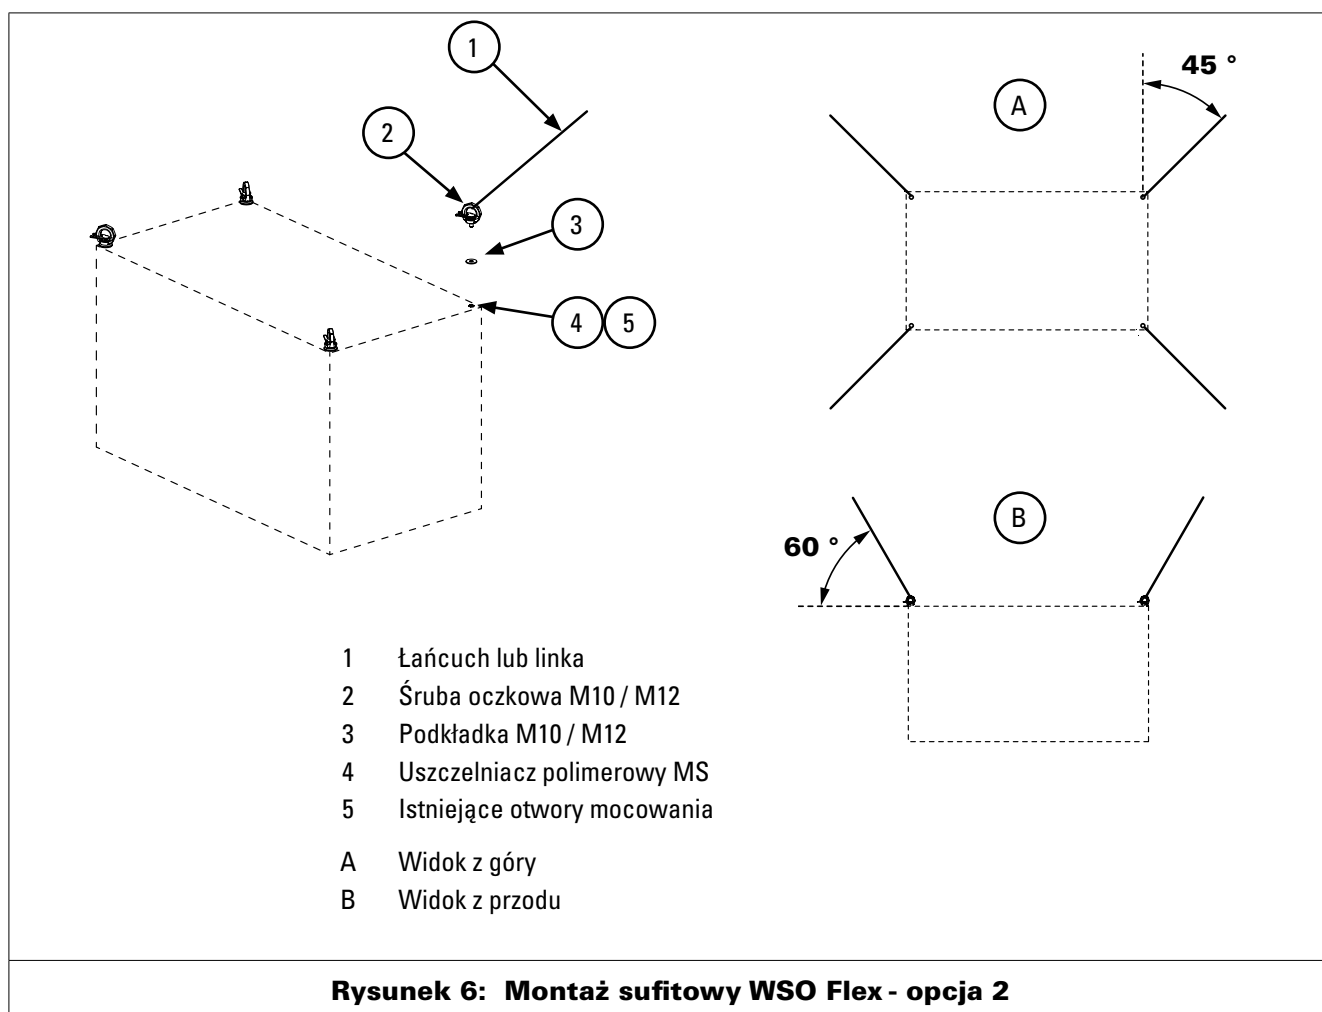 1
2
3
4
5
A
45 °
B
60 °
1 Łańcuch lub linka
2 Śruba oczkowa M10 / M12
3 Podkładka M10 / M12
4 Uszczelniacz polimerowy MS
5 Istniejące otwory mocowania
A Widok z góry
B Widok z przodu
Rysunek 6: Montaż sufitowy WSO Flex - opcja 2